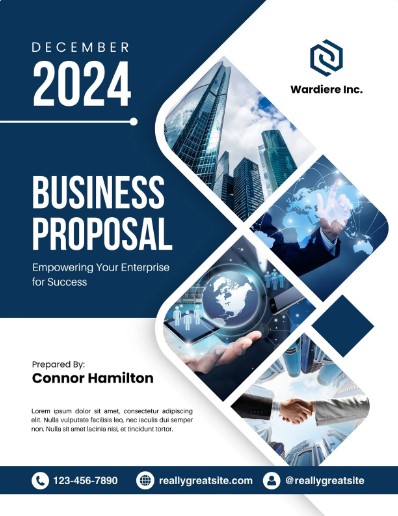 DECEMBER
2024
Wardiere Inc.
BUSINESS
PROPOSAL
Empowering Your Enterprise
for Success
Prepared By:
Connor Hamilton
Lorem ipsum dolor sit amet, consectetur adipiscing
elit. Nulla vulputate facilisis leo, nec iaculis dui semper
non. Nulla sit amet lacinia nisi, et tincidunt tortor.
123-456-7890 reallygreatsite.com @reallygreatsite